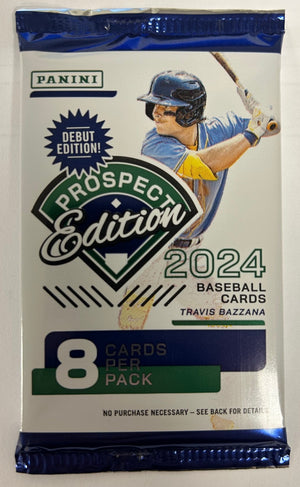 PANINI
DEBUT
EDITION!
PROSPECT
Edition
2024
BASEBALL
CARDS
TRAVIS BAZZANA
8 CARDS
PER
PACK
NO PURCHASE NECESSARY – SEE BACK FOR DETAILS